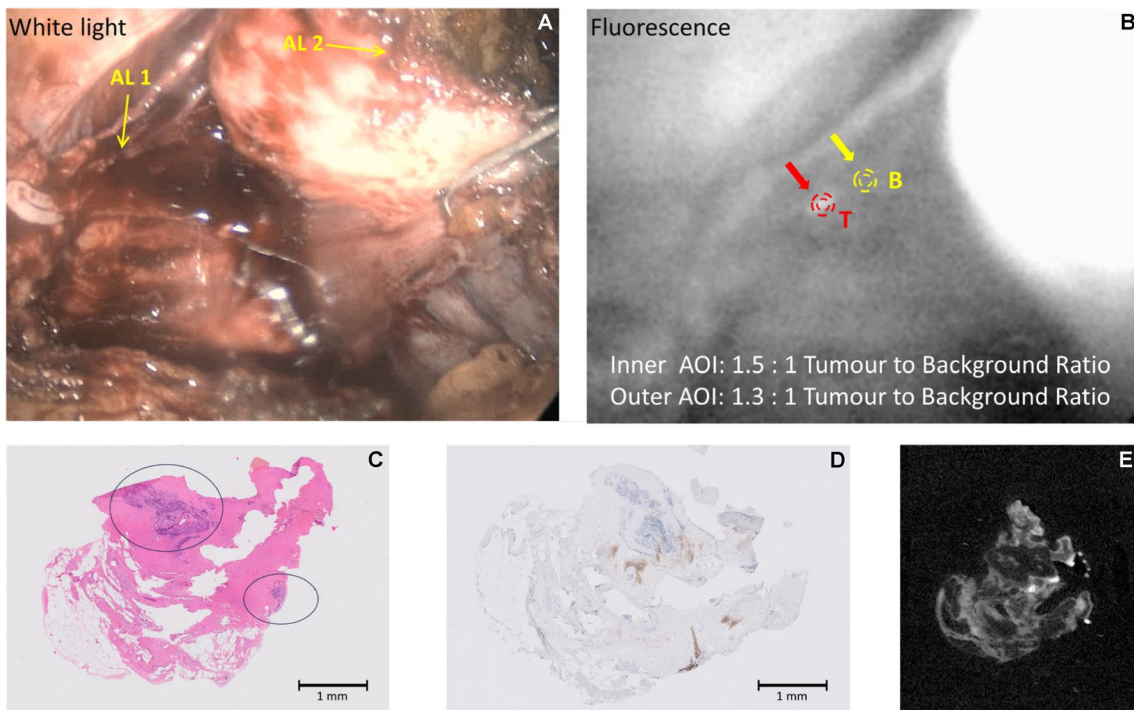 White light
A
AL 1
AL 2
Fluorescence
B
B
T
Inner AOI: 1.5 : 1 Tumour to Background Ratio
Outer AOI: 1.3 : 1 Tumour to Background Ratio
C
1 mm
D
1 mm
E